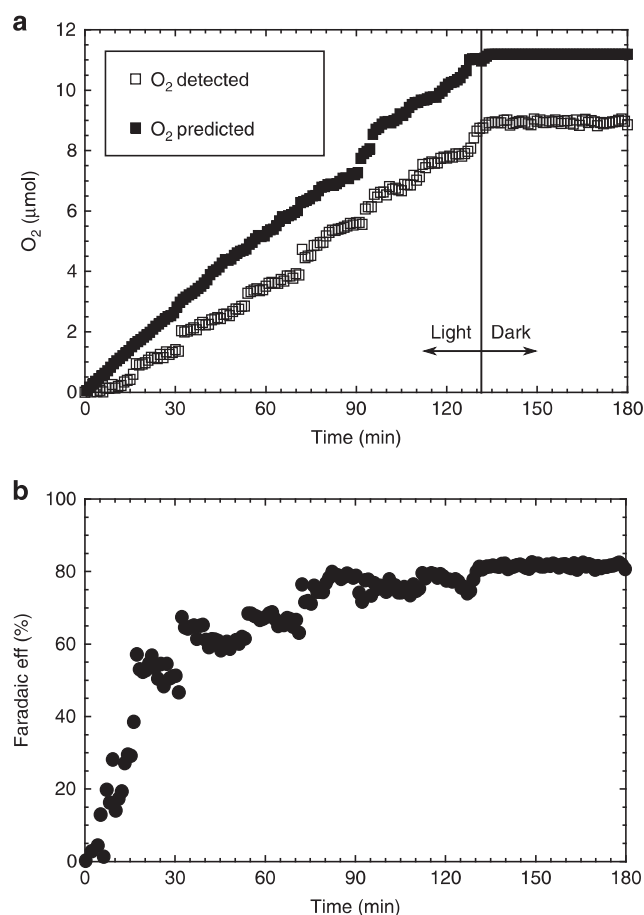 a
12
10
8
6
4
2
0
O₂ (μmol)
O₂ detected
O₂ predicted
Light Dark
0 30 60 90 120 150 180
Time (min)
b
100
80
60
40
20
0
Faradaic eff (%)
0 30 60 90 120 150 180
Time (min)